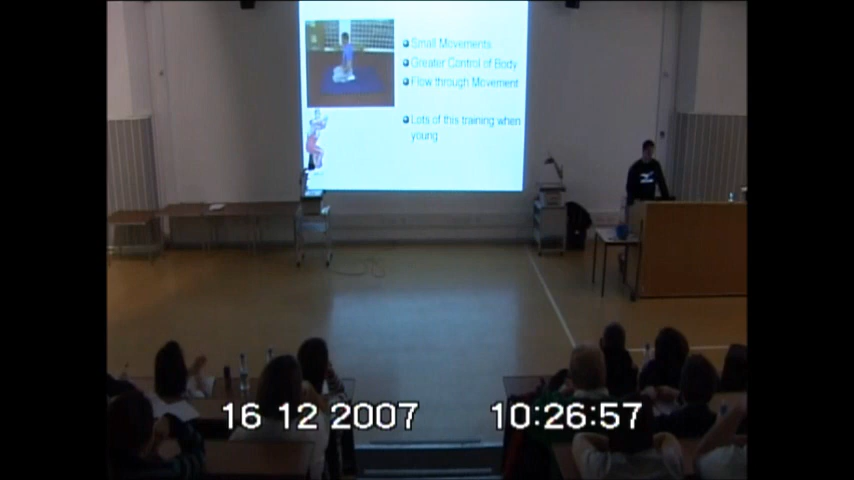 Small Movements
Greater Control of Body
Flow through Movement
Lots of this training when
young
16 12 2007 10:26:57